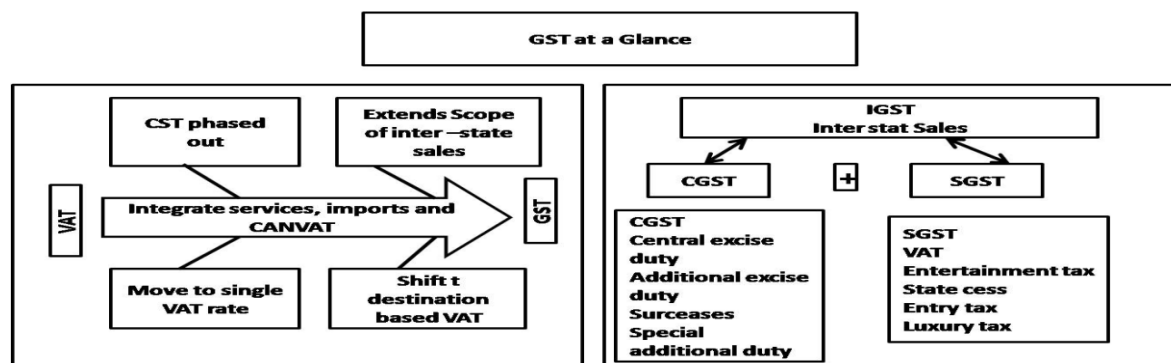 GST at a Glance
CST phased
out
Extends Scope
of inter –state
sales
VAT
Integrate services, imports and
CANVAT
GST
Move to single
VAT rate
Shift t
destination
based VAT
IGST
Inter stat Sales
CGST
+
SGST
CGST
Central excise
duty
Additional excise
duty
Surceases
Special
additional duty
SGST
VAT
Entertainment tax
State cess
Entry tax
Luxury tax